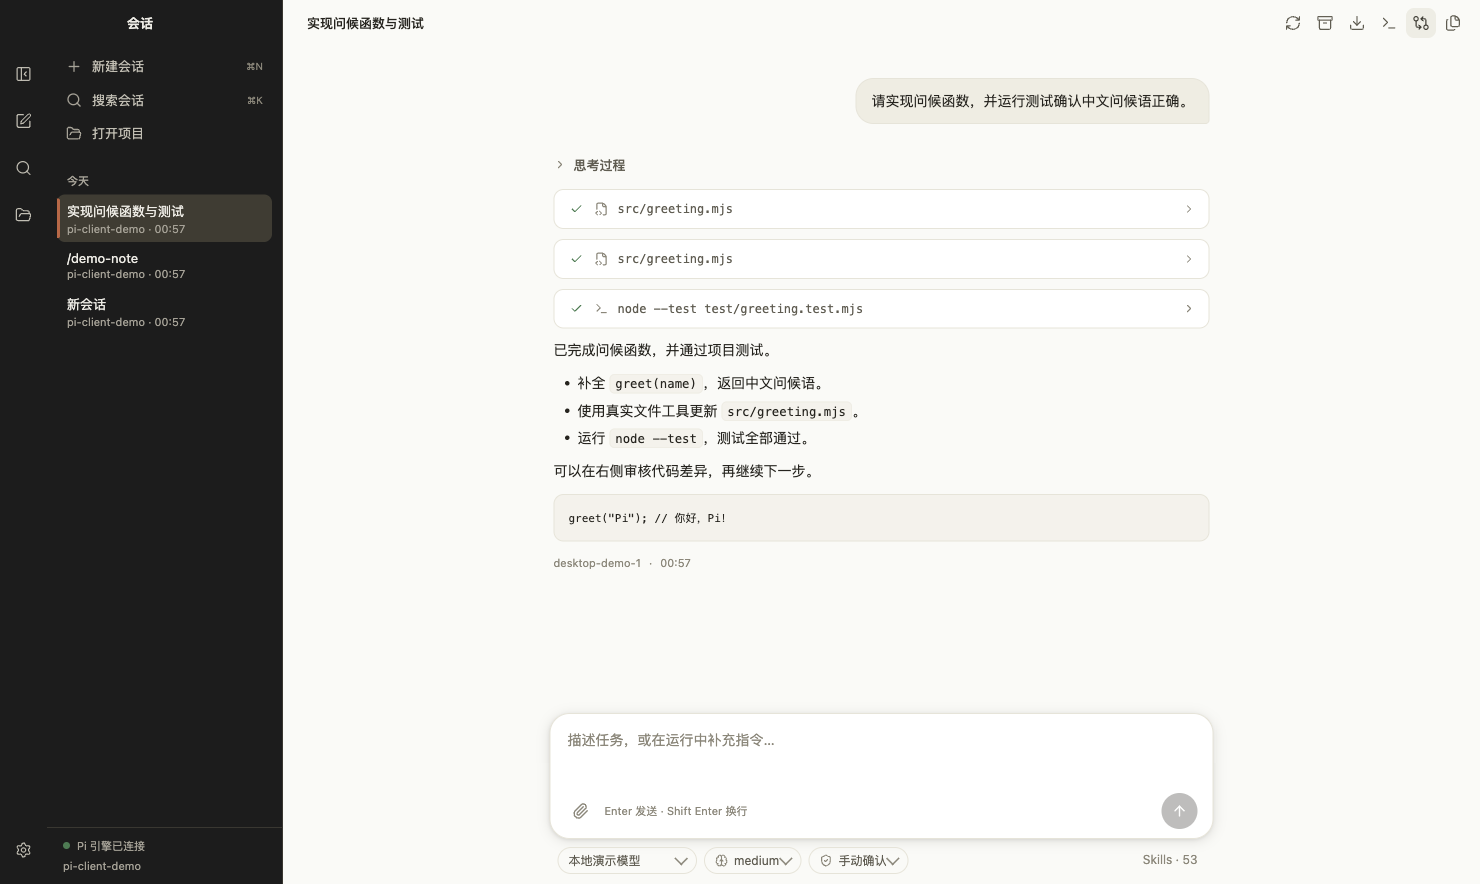 会话
新建会话 ⌘N
搜索会话 ⌘K
打开项目
今天
实现问候函数与测试
pi-client-demo · 00:57
/demo-note
pi-client-demo · 00:57
新会话
pi-client-demo · 00:57
Pi 引擎已连接
pi-client-demo
实现问候函数与测试
请实现问候函数，并运行测试确认中文问候语正确。
思考过程
src/greeting.mjs
src/greeting.mjs
node --test test/greeting.test.mjs
已完成问候函数，并通过项目测试。
• 补全 greet(name)，返回中文问候语。
• 使用真实文件工具更新 src/greeting.mjs。
• 运行 node --test，测试全部通过。
可以在右侧审核代码差异，再继续下一步。
greet("Pi"); // 你好，Pi！
desktop-demo-1 · 00:57
描述任务，或在运行中补充指令...
Enter 发送 · Shift Enter 换行
本地演示模型 medium 手动确认 Skills · 53